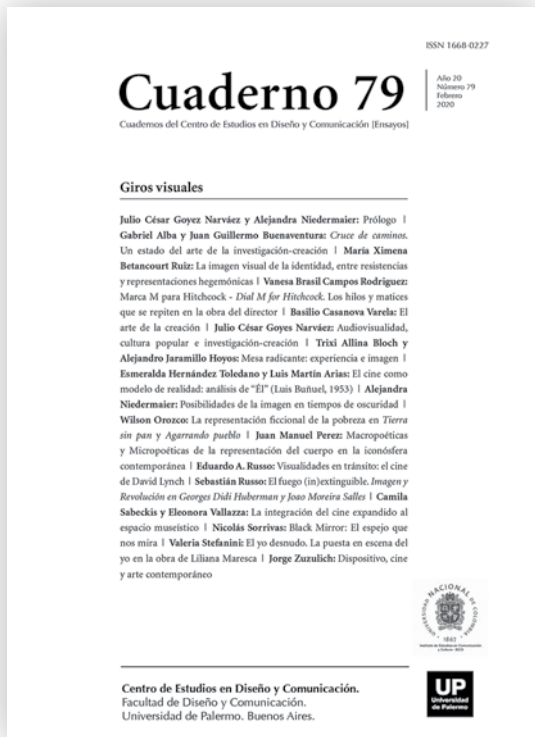 ISSN 1668-0227
Cuaderno 79
Año 20
Número 79
Febrero
2020
Cuadernos del Centro de Estudios en Diseño y Comunicación [Ensayos]
Giros visuales
Julio César Goyez Narváez y Alejandra Niedermaier: Prólogo |
Gabriel Alba y Juan Guillermo Buenaventura: Cruce de caminos.
Un estado del arte de la investigación-creación | María Ximena
Betancourt Ruiz: La imagen visual de la identidad, entre resistencias
y representaciones hegemónicas | Vanesa Brasil Campos Rodriguez:
Marca M para Hitchcock - Dial M for Hitchcock. Los hilos y matices
que se repiten en la obra del director | Basilio Casanova Varela: El
arte de la creación | Julio César Goyes Narváez: Audiovisualidad,
cultura popular e investigación-creación | Trixi Allina Bloch y
Alejandro Jaramillo Hoyos: Mesa radicante: experiencia e imagen |
Esmeralda Hernández Toledano y Luis Martín Arias: El cine como
modelo de realidad: análisis de "Él" (Luis Buñuel, 1953) | Alejandra
Niedermaier: Posibilidades de la imagen en tiempos de oscuridad |
Wilson Orozco: La representación ficcional de la pobreza en Tierra
sin pan y Agarrando pueblo | Juan Manuel Perez: Macropoéticas
y Micropoéticas de la representación del cuerpo en la iconósfera
contemporánea | Eduardo A. Russo: Visualidades en tránsito: el cine
de David Lynch | Sebastián Russo: El fuego (in)extinguible. Imagen y
Revolución en Georges Didi Huberman y Joao Moreira Salles | Camila
Sabeckis y Eleonora Vallazza: La integración del cine expandido al
espacio museístico | Nicolás Sorrivas: Black Mirror: El espejo que
nos mira | Valeria Stefanini: El yo desnudo. La puesta en escena del
yo en la obra de Liliana Maresca | Jorge Zuzulich: Dispositivo, cine
y arte contemporáneo
UNIVERSIDAD NACIONAL DE COLOMBIA
1867
Instituto de Estudios en Comunicación
y Cultura - IECO
Centro de Estudios en Diseño y Comunicación.
Facultad de Diseño y Comunicación.
Universidad de Palermo. Buenos Aires.
UP
Universidad
de Palermo